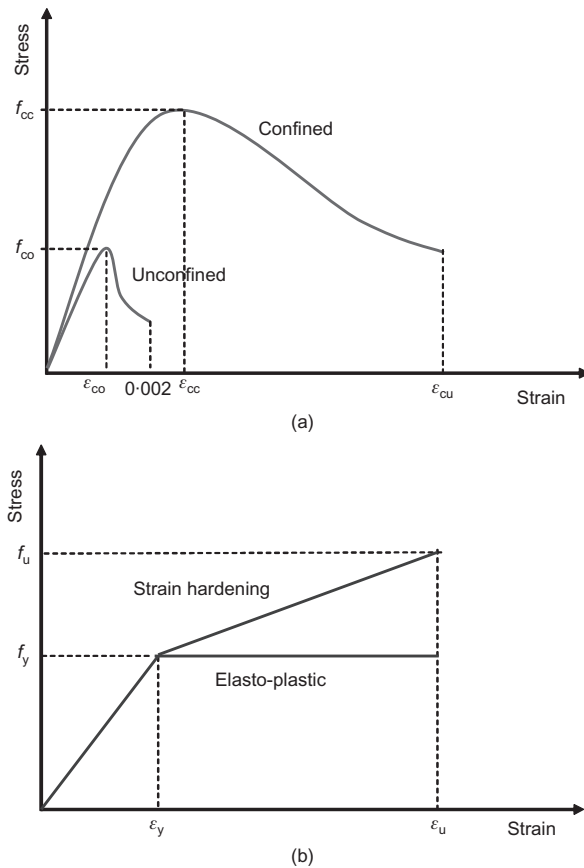 Stress
f_cc
Confined
f_co
Unconfined
ε_co
0·002
ε_cc
ε_cu
Strain
(a)
Stress
f_u
Strain hardening
f_y
Elasto-plastic
ε_y
ε_u
Strain
(b)